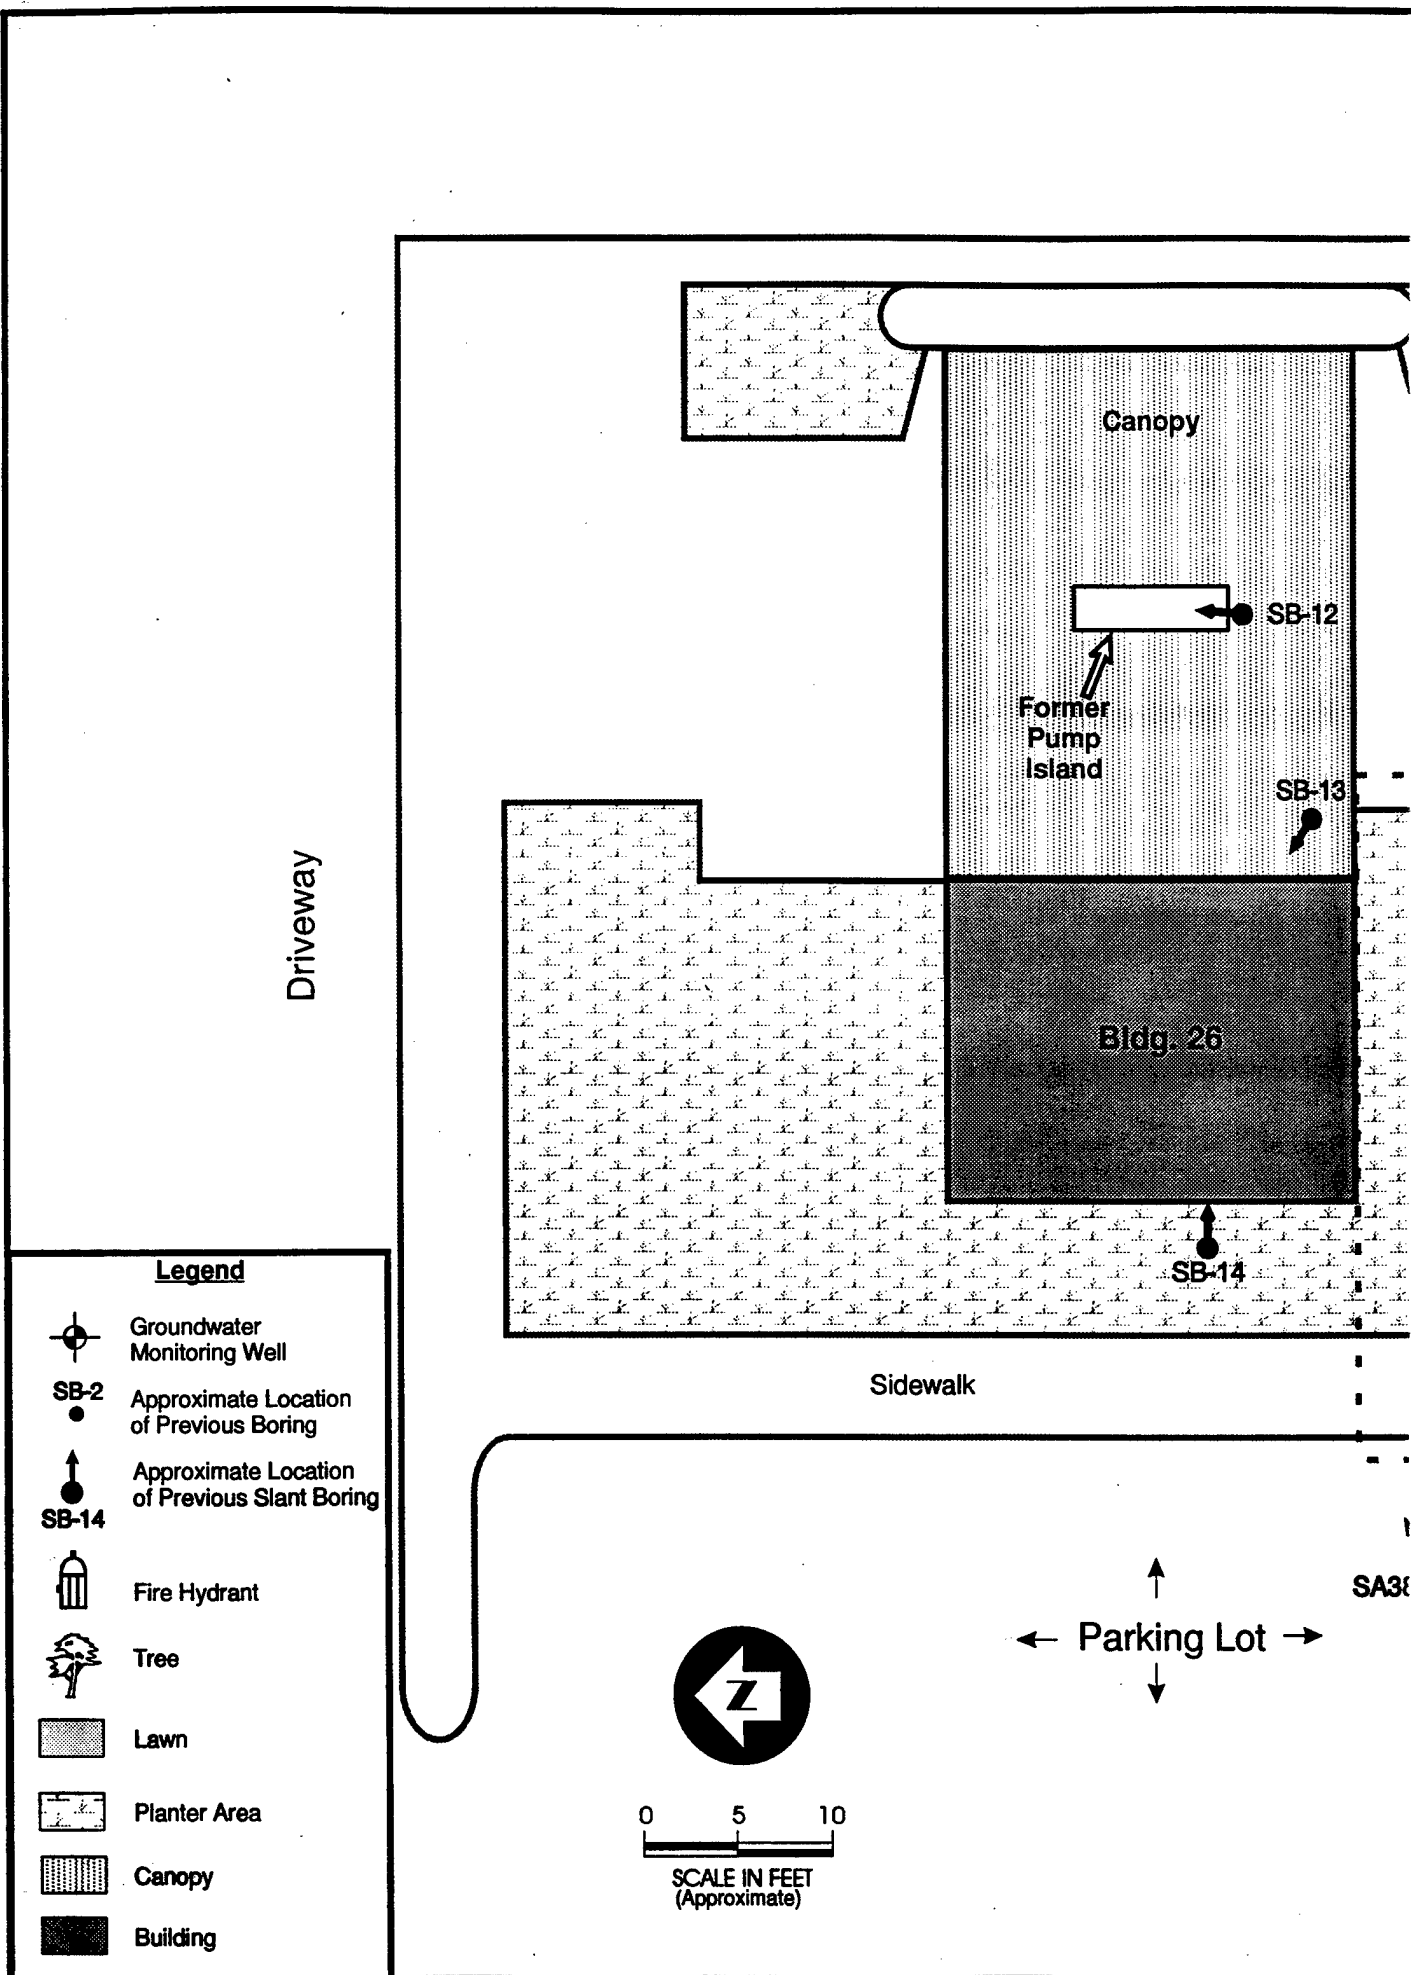 Canopy
SB-12
Former
Pump
Island
SB-13
Driveway
Bldg. 26
SB-14
Sidewalk
Legend
Groundwater
Monitoring Well
SB-2
Approximate Location
of Previous Boring
Approximate Location
of Previous Slant Boring
SB-14
Fire Hydrant
Tree
Lawn
Planter Area
Canopy
Building
SA38
Parking Lot
Z
0 5 10
SCALE IN FEET
(Approximate)